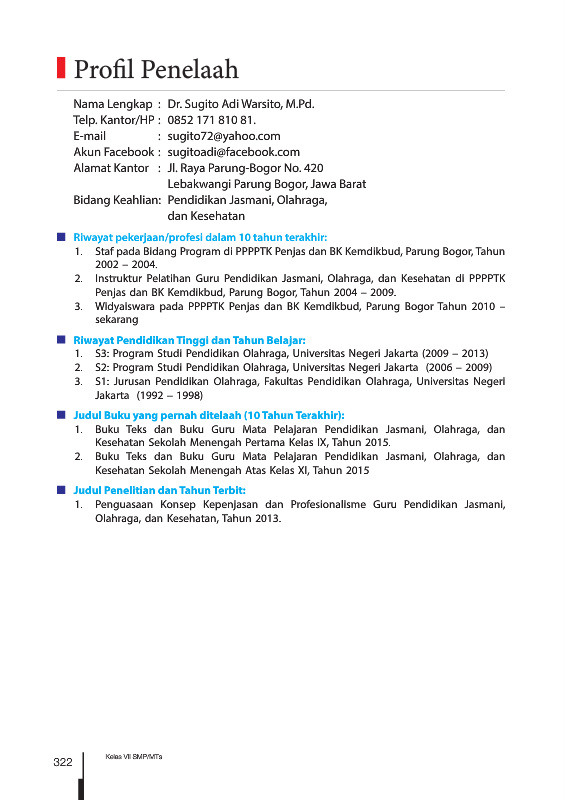 Profil Penelaah
Nama Lengkap : Dr. Sugito Adi Warsito, M.Pd.
Telp. Kantor/HP : 0852 171 810 81.
E-mail : sugito72@yahoo.com
Akun Facebook : sugitoadi@facebook.com
Alamat Kantor : Jl. Raya Parung-Bogor No. 420
Lebakwangi Parung Bogor, Jawa Barat
Bidang Keahlian: Pendidikan Jasmani, Olahraga,
dan Kesehatan
Riwayat pekerjaan/profesi dalam 10 tahun terakhir:
1. Staf pada Bidang Program di PPPPTK Penjas dan BK Kemdikbud, Parung Bogor, Tahun
2002 – 2004.
2. Instruktur Pelatihan Guru Pendidikan Jasmani, Olahraga, dan Kesehatan di PPPPTK
Penjas dan BK Kemdikbud, Parung Bogor, Tahun 2004 – 2009.
3. Widyaiswara pada PPPPTK Penjas dan BK Kemdikbud, Parung Bogor Tahun 2010 –
sekarang
Riwayat Pendidikan Tinggi dan Tahun Belajar:
1. S3: Program Studi Pendidikan Olahraga, Universitas Negeri Jakarta (2009 – 2013)
2. S2: Program Studi Pendidikan Olahraga, Universitas Negeri Jakarta (2006 – 2009)
3. S1: Jurusan Pendidikan Olahraga, Fakultas Pendidikan Olahraga, Universitas Negeri
Jakarta (1992 – 1998)
Judul Buku yang pernah ditelaah (10 Tahun Terakhir):
1. Buku Teks dan Buku Guru Mata Pelajaran Pendidikan Jasmani, Olahraga, dan
Kesehatan Sekolah Menengah Pertama Kelas IX, Tahun 2015.
2. Buku Teks dan Buku Guru Mata Pelajaran Pendidikan Jasmani, Olahraga, dan
Kesehatan Sekolah Menengah Atas Kelas XI, Tahun 2015
Judul Penelitian dan Tahun Terbit:
1. Penguasaan Konsep Kepenjasan dan Profesionalisme Guru Pendidikan Jasmani,
Olahraga, dan Kesehatan, Tahun 2013.
322
Kelas VII SMP/MTs